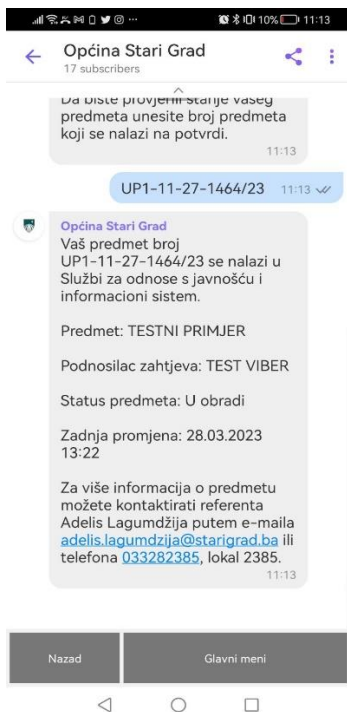 10% 11:13
Općina Stari Grad
17 subscribers
Da biste provjerili stanje vašeg
predmeta unesite broj predmeta
koji se nalazi na potvrdi.
11:13
UP1-11-27-1464/23 11:13
Općina Stari Grad
Vaš predmet broj
UP1-11-27-1464/23 se nalazi u
Službi za odnose s javnošću i
informacioni sistem.
Predmet: TESTNI PRIMJER
Podnosilac zahtjeva: TEST VIBER
Status predmeta: U obradi
Zadnja promjena: 28.03.2023
13:22
Za više informacija o predmetu
možete kontaktirati referenta
Adelis Lagumdžija putem e-maila
adelis.lagumdzija@starigrad.ba ili
telefona 033282385, lokal 2385.
11:13
Nazad Glavni meni